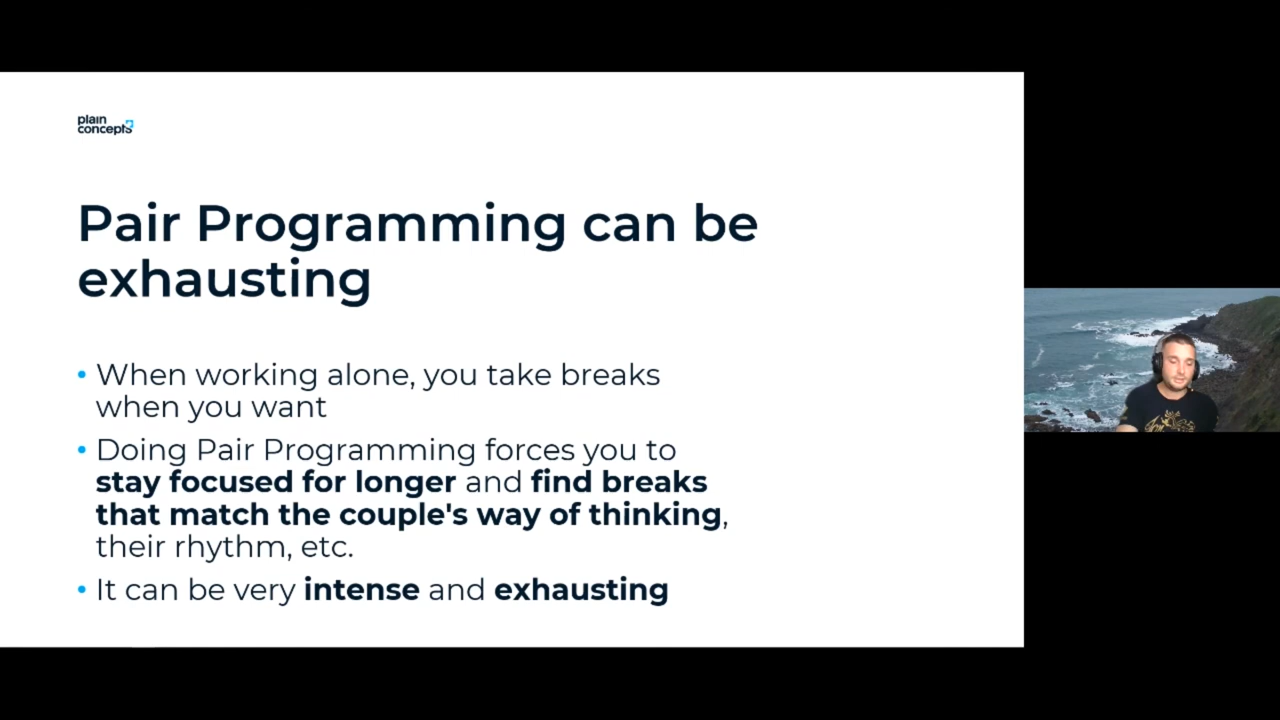 plain
concepts
Pair Programming can be
exhausting
• When working alone, you take breaks
when you want
• Doing Pair Programming forces you to
stay focused for longer and find breaks
that match the couple's way of thinking,
their rhythm, etc.
• It can be very intense and exhausting